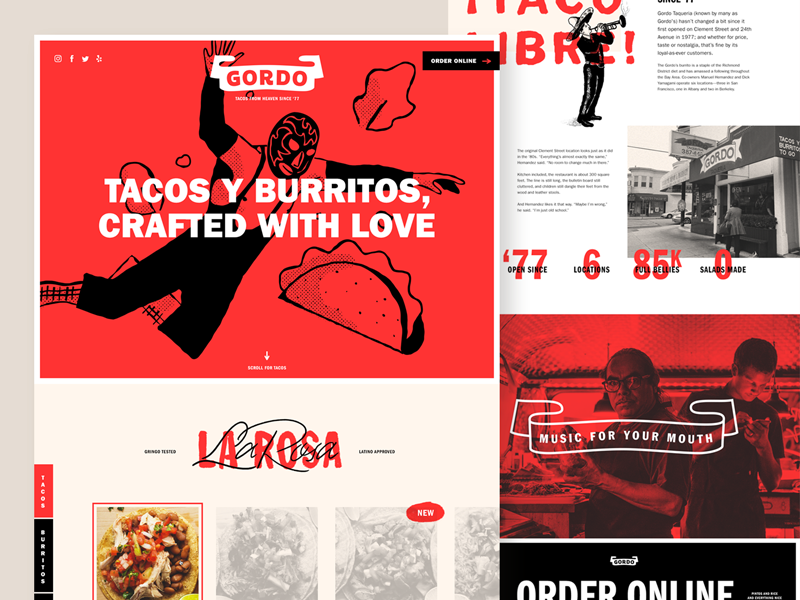 GORDO
TACOS FROM HEAVEN SINCE '77
ORDER ONLINE
TACOS Y BURRITOS,
CRAFTED WITH LOVE
SCROLL FOR TACOS
GRINGO TESTED
LA ROSA
La Rosa
LATINO APPROVED
TACOS
BURRITOS
NEW
¡TACO
LIBRE!
SINCE '77
Gordo Taqueria (known by many as
Gordo's) hasn't changed a bit since it
first opened on Clement Street and 24th
Avenue in 1977; and whether for price,
taste or nostalgia, that's fine by its
loyal-as-ever customers.
The Gordo's burrito is a staple of the Richmond
District diet and has amassed a following throughout
the Bay Area. Co-owners Manuel Hernandez and Dick
Yamagami operate six locations—three in San
Francisco, one in Albany and two in Berkeley.
The original Clement Street location looks just as it did
in the '80s. "Everything's almost exactly the same,"
Hernandez said. "No room to change much in there."
Kitchen included, the restaurant is about 300 square
feet. The line is still long, the bulletin board still
cluttered, and children still dangle their feet from the
wood and leather stools.
And Hernandez likes it that way. "Maybe I'm wrong,"
he said. "I'm just old school."
GORDO
TACOS &
BURRITOS
TO GO
'77
OPEN SINCE
6
LOCATIONS
85K
FULL BELLIES
0
SALADS MADE
MUSIC FOR YOUR MOUTH
GORDO
ORDER ONLINE
PINTOS AND RICE
AND EVERYTHING NICE